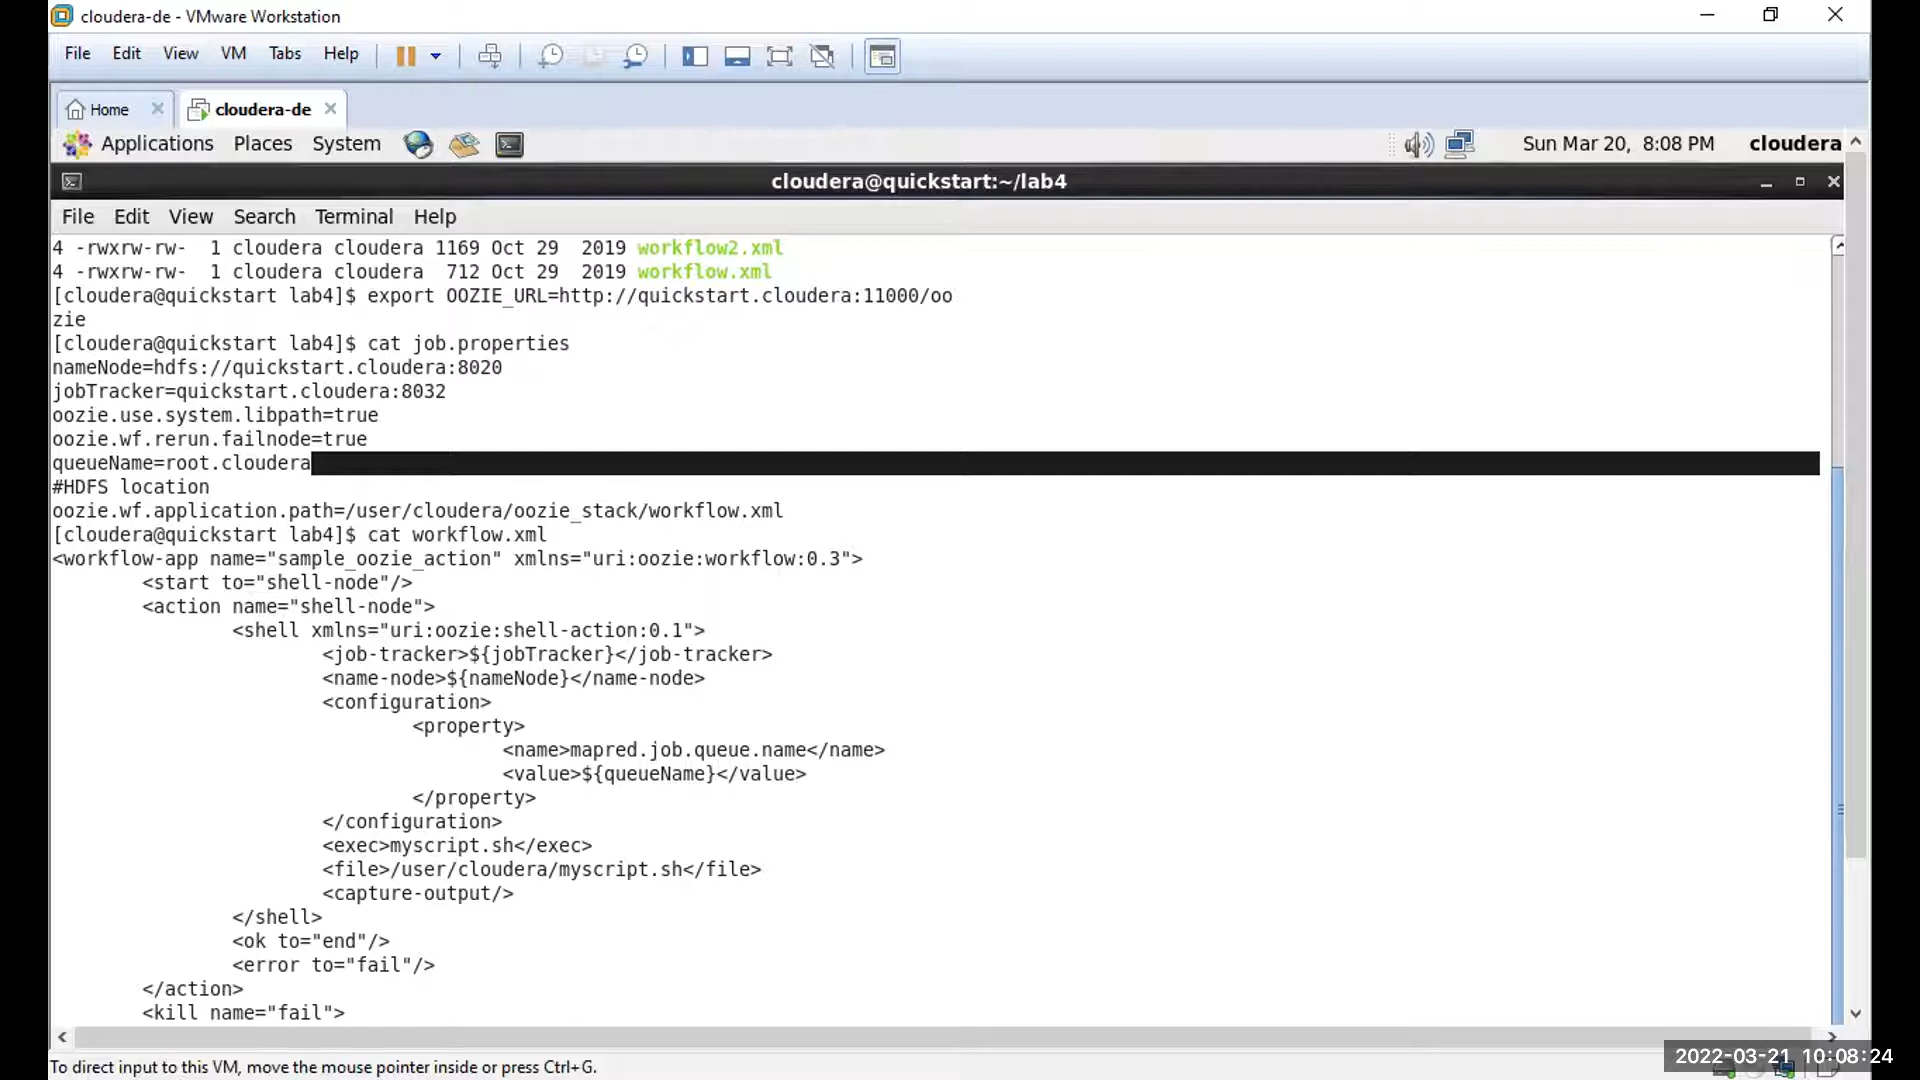 cloudera-de - VMware Workstation
File Edit View VM Tabs Help
Home cloudera-de
Applications Places System Sun Mar 20, 8:08 PM cloudera
cloudera@quickstart:~/lab4
File Edit View Search Terminal Help
4 -rwxrw-rw- 1 cloudera cloudera 1169 Oct 29 2019 workflow2.xml
4 -rwxrw-rw- 1 cloudera cloudera 712 Oct 29 2019 workflow.xml
[cloudera@quickstart lab4]$ export OOZIE_URL=http://quickstart.cloudera:11000/oo
zie
[cloudera@quickstart lab4]$ cat job.properties
nameNode=hdfs://quickstart.cloudera:8020
jobTracker=quickstart.cloudera:8032
oozie.use.system.libpath=true
oozie.wf.rerun.failnode=true
queueName=root.cloudera
#HDFS location
oozie.wf.application.path=/user/cloudera/oozie_stack/workflow.xml
[cloudera@quickstart lab4]$ cat workflow.xml
<workflow-app name="sample_oozie_action" xmlns="uri:oozie:workflow:0.3">
<start to="shell-node"/>
<action name="shell-node">
<shell xmlns="uri:oozie:shell-action:0.1">
<job-tracker>${jobTracker}</job-tracker>
<name-node>${nameNode}</name-node>
<configuration>
<property>
<name>mapred.job.queue.name</name>
<value>${queueName}</value>
</property>
</configuration>
<exec>myscript.sh</exec>
<file>/user/cloudera/myscript.sh</file>
<capture-output/>
</shell>
<ok to="end"/>
<error to="fail"/>
</action>
<kill name="fail">
To direct input to this VM, move the mouse pointer inside or press Ctrl+G.
2022-03-21 10:08:24